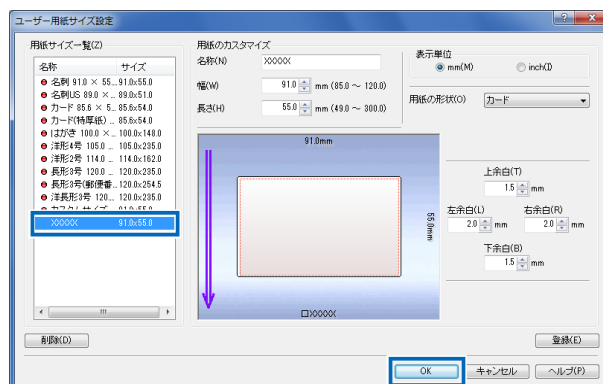 ユーザー用紙サイズ設定
用紙サイズ一覧(Z)
名称 サイズ
名刺 91.0 × 55... 91.0x55.0
名刺US 89.0 × ... 89.0x51.0
カード 85.6 × 5... 85.6x54.0
カード(特厚紙) ... 85.6x54.0
はがき 100.0 × ... 100.0x148.0
洋形4号 105.0 ... 105.0x235.0
洋形2号 114.0 ... 114.0x162.0
長形3号 120.0 ... 120.0x235.0
長形3号(郵便番... 120.0x254.5
洋長形3号 120.... 120.0x235.0
カスタムサイズ 91.0x55.0
XXXXX 91.0x55.0
削除(D)
用紙のカスタマイズ
名称(N) XXXXX
幅(W) 91.0 mm (85.0 ～ 120.0)
長さ(H) 55.0 mm (49.0 ～ 300.0)
表示単位
mm(M) inch(I)
用紙の形状(O) カード
91.0mm
55.0mm
□XXXXX
上余白(T)
1.5 mm
左余白(L) 右余白(R)
2.0 mm 2.0 mm
下余白(B)
1.5 mm
登録(E)
OK キャンセル ヘルプ(P)